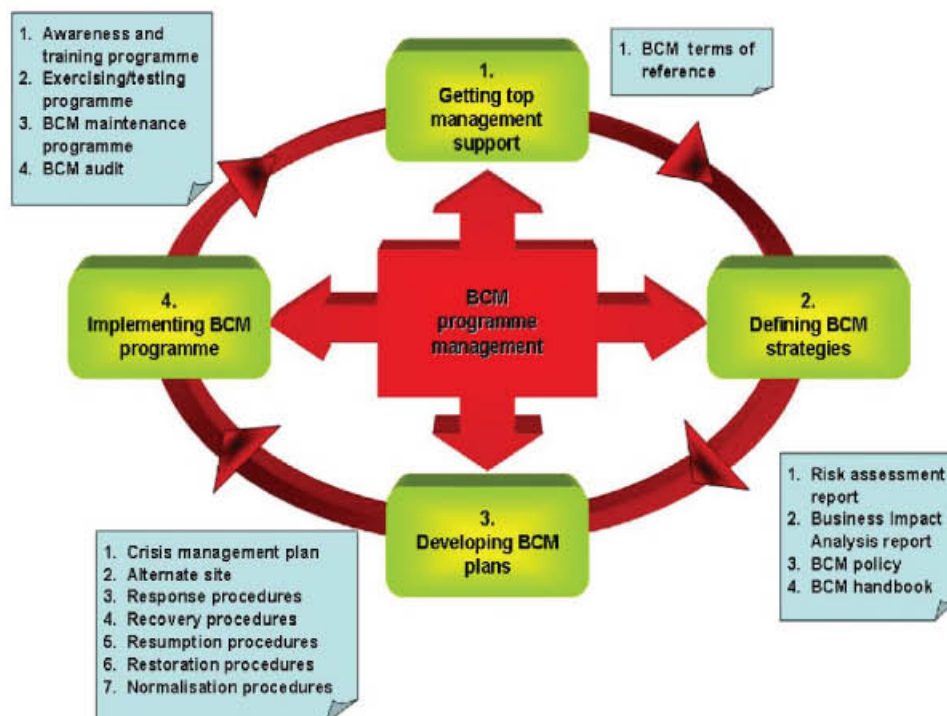 1. Awareness and
training programme
2. Exercising/testing
programme
3. BCM maintenance
programme
4. BCM audit
1.
Getting top
management
support
1. BCM terms of
reference
4.
Implementing BCM
programme
BCM
programme
management
2.
Defining BCM
strategies
3.
Developing BCM
plans
1. Crisis management plan
2. Alternate site
3. Response procedures
4. Recovery procedures
5. Resumption procedures
6. Restoration procedures
7. Normalisation procedures
1. Risk assessment
report
2. Business Impact
Analysis report
3. BCM policy
4. BCM handbook